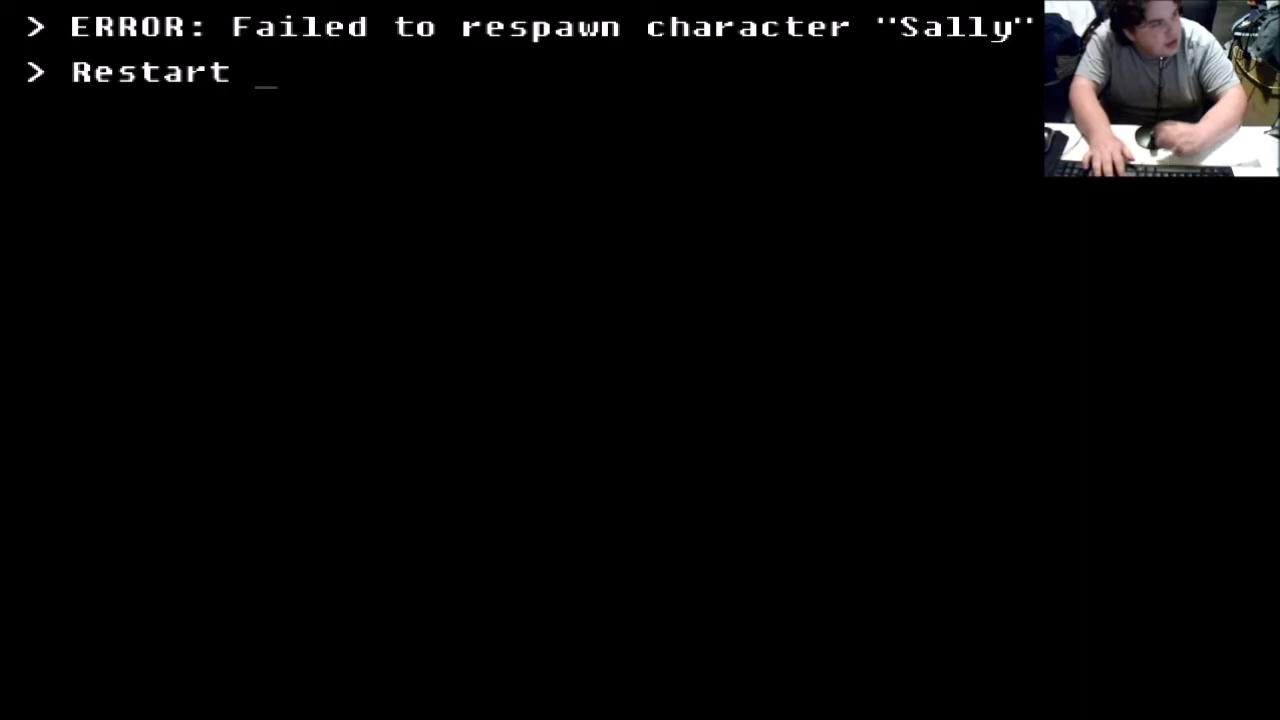 > ERROR: Failed to respawn character "Sally"
> Restart _